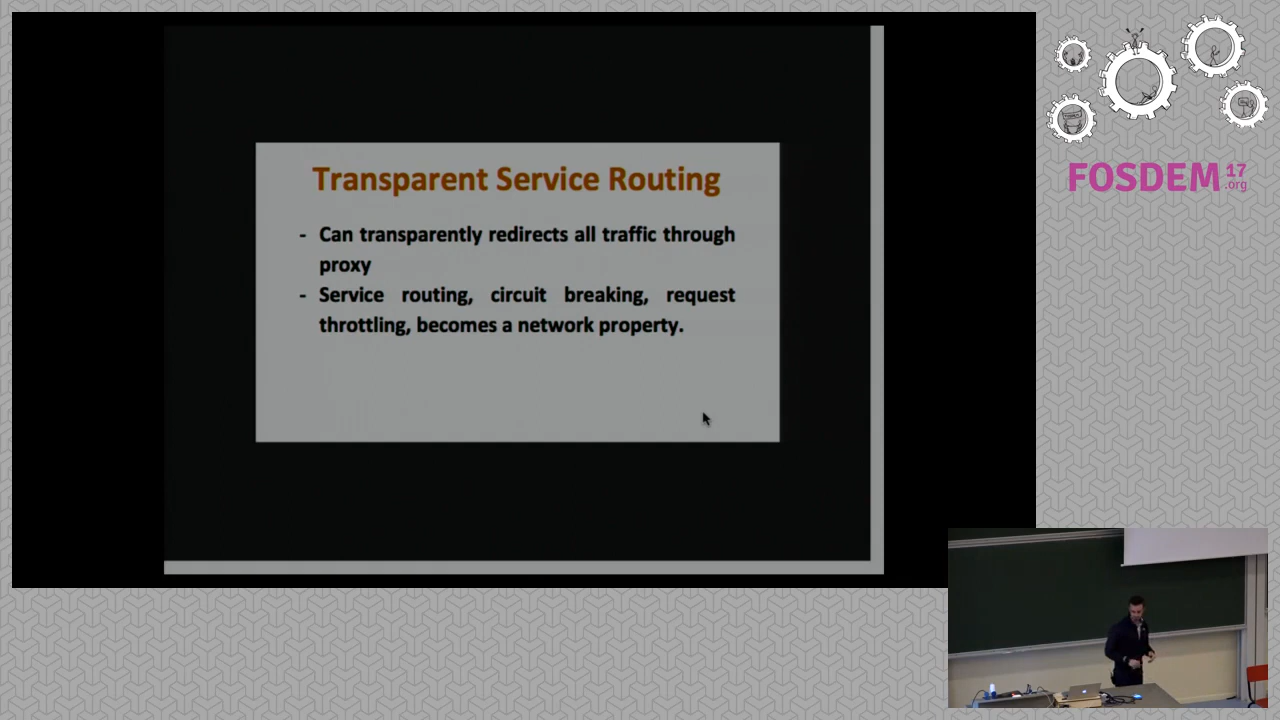 Transparent Service Routing
- Can transparently redirects all traffic through
proxy
- Service routing, circuit breaking, request
throttling, becomes a network property.
FOSDEM 17
.org